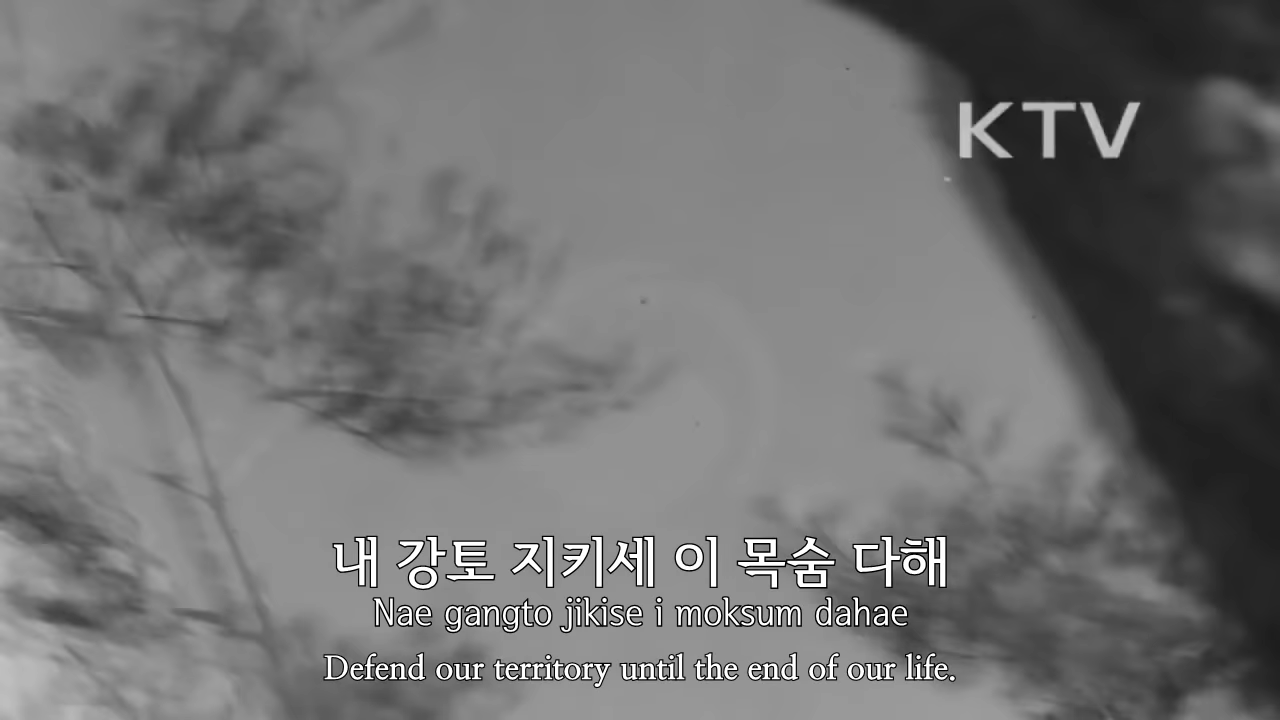 KTV
내 강토 지키세 이 목숨 다해
Nae gangto jikise i moksum dahae
Defend our territory until the end of our life.